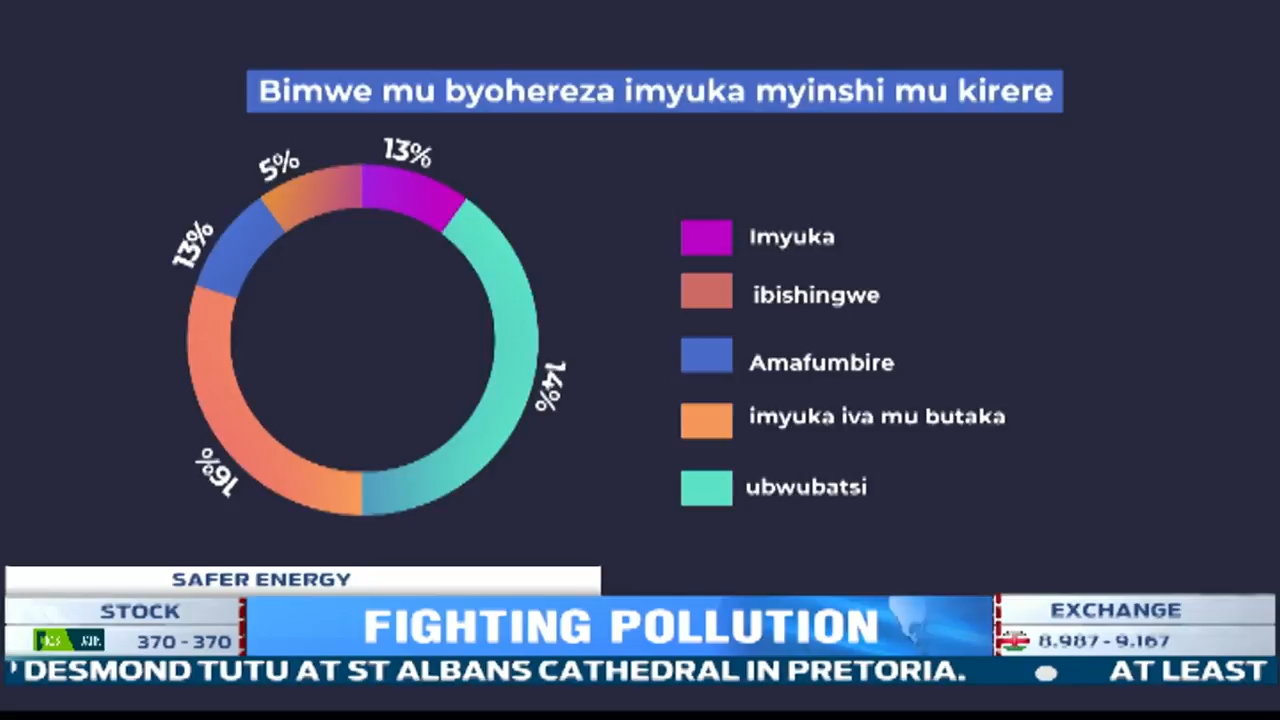 Bimwe mu byohereza imyuka myinshi mu kirere
13%
5%
13%
14%
16%
Imyuka
ibishingwe
Amafumbire
imyuka iva mu butaka
ubwubatsi
SAFER ENERGY
STOCK
370 - 370
FIGHTING POLLUTION
EXCHANGE
8.987 - 9.167
DESMOND TUTU AT ST ALBANS CATHEDRAL IN PRETORIA.
AT LEAST